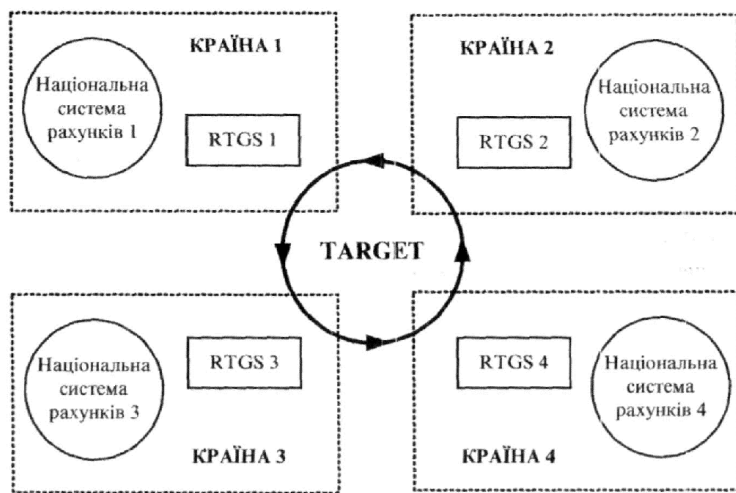 КРАЇНА 1
Національна
система
рахунків 1
RTGS 1
КРАЇНА 2
RTGS 2
Національна
система
рахунків 2
TARGET
Національна
система
рахунків 3
RTGS 3
КРАЇНА 3
RTGS 4
Національна
система
рахунків 4
КРАЇНА 4